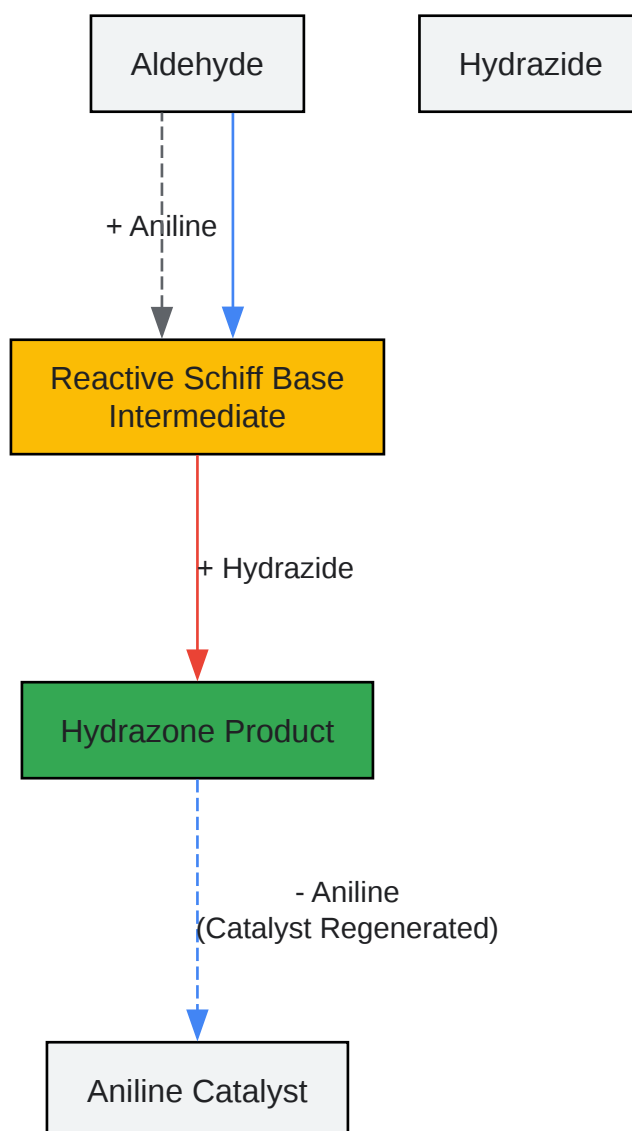 Aldehyde
Hydrazide
+ Aniline
Reactive Schiff Base
Intermediate
+ Hydrazide
Hydrazone Product
- Aniline
(Catalyst Regenerated)
Aniline Catalyst